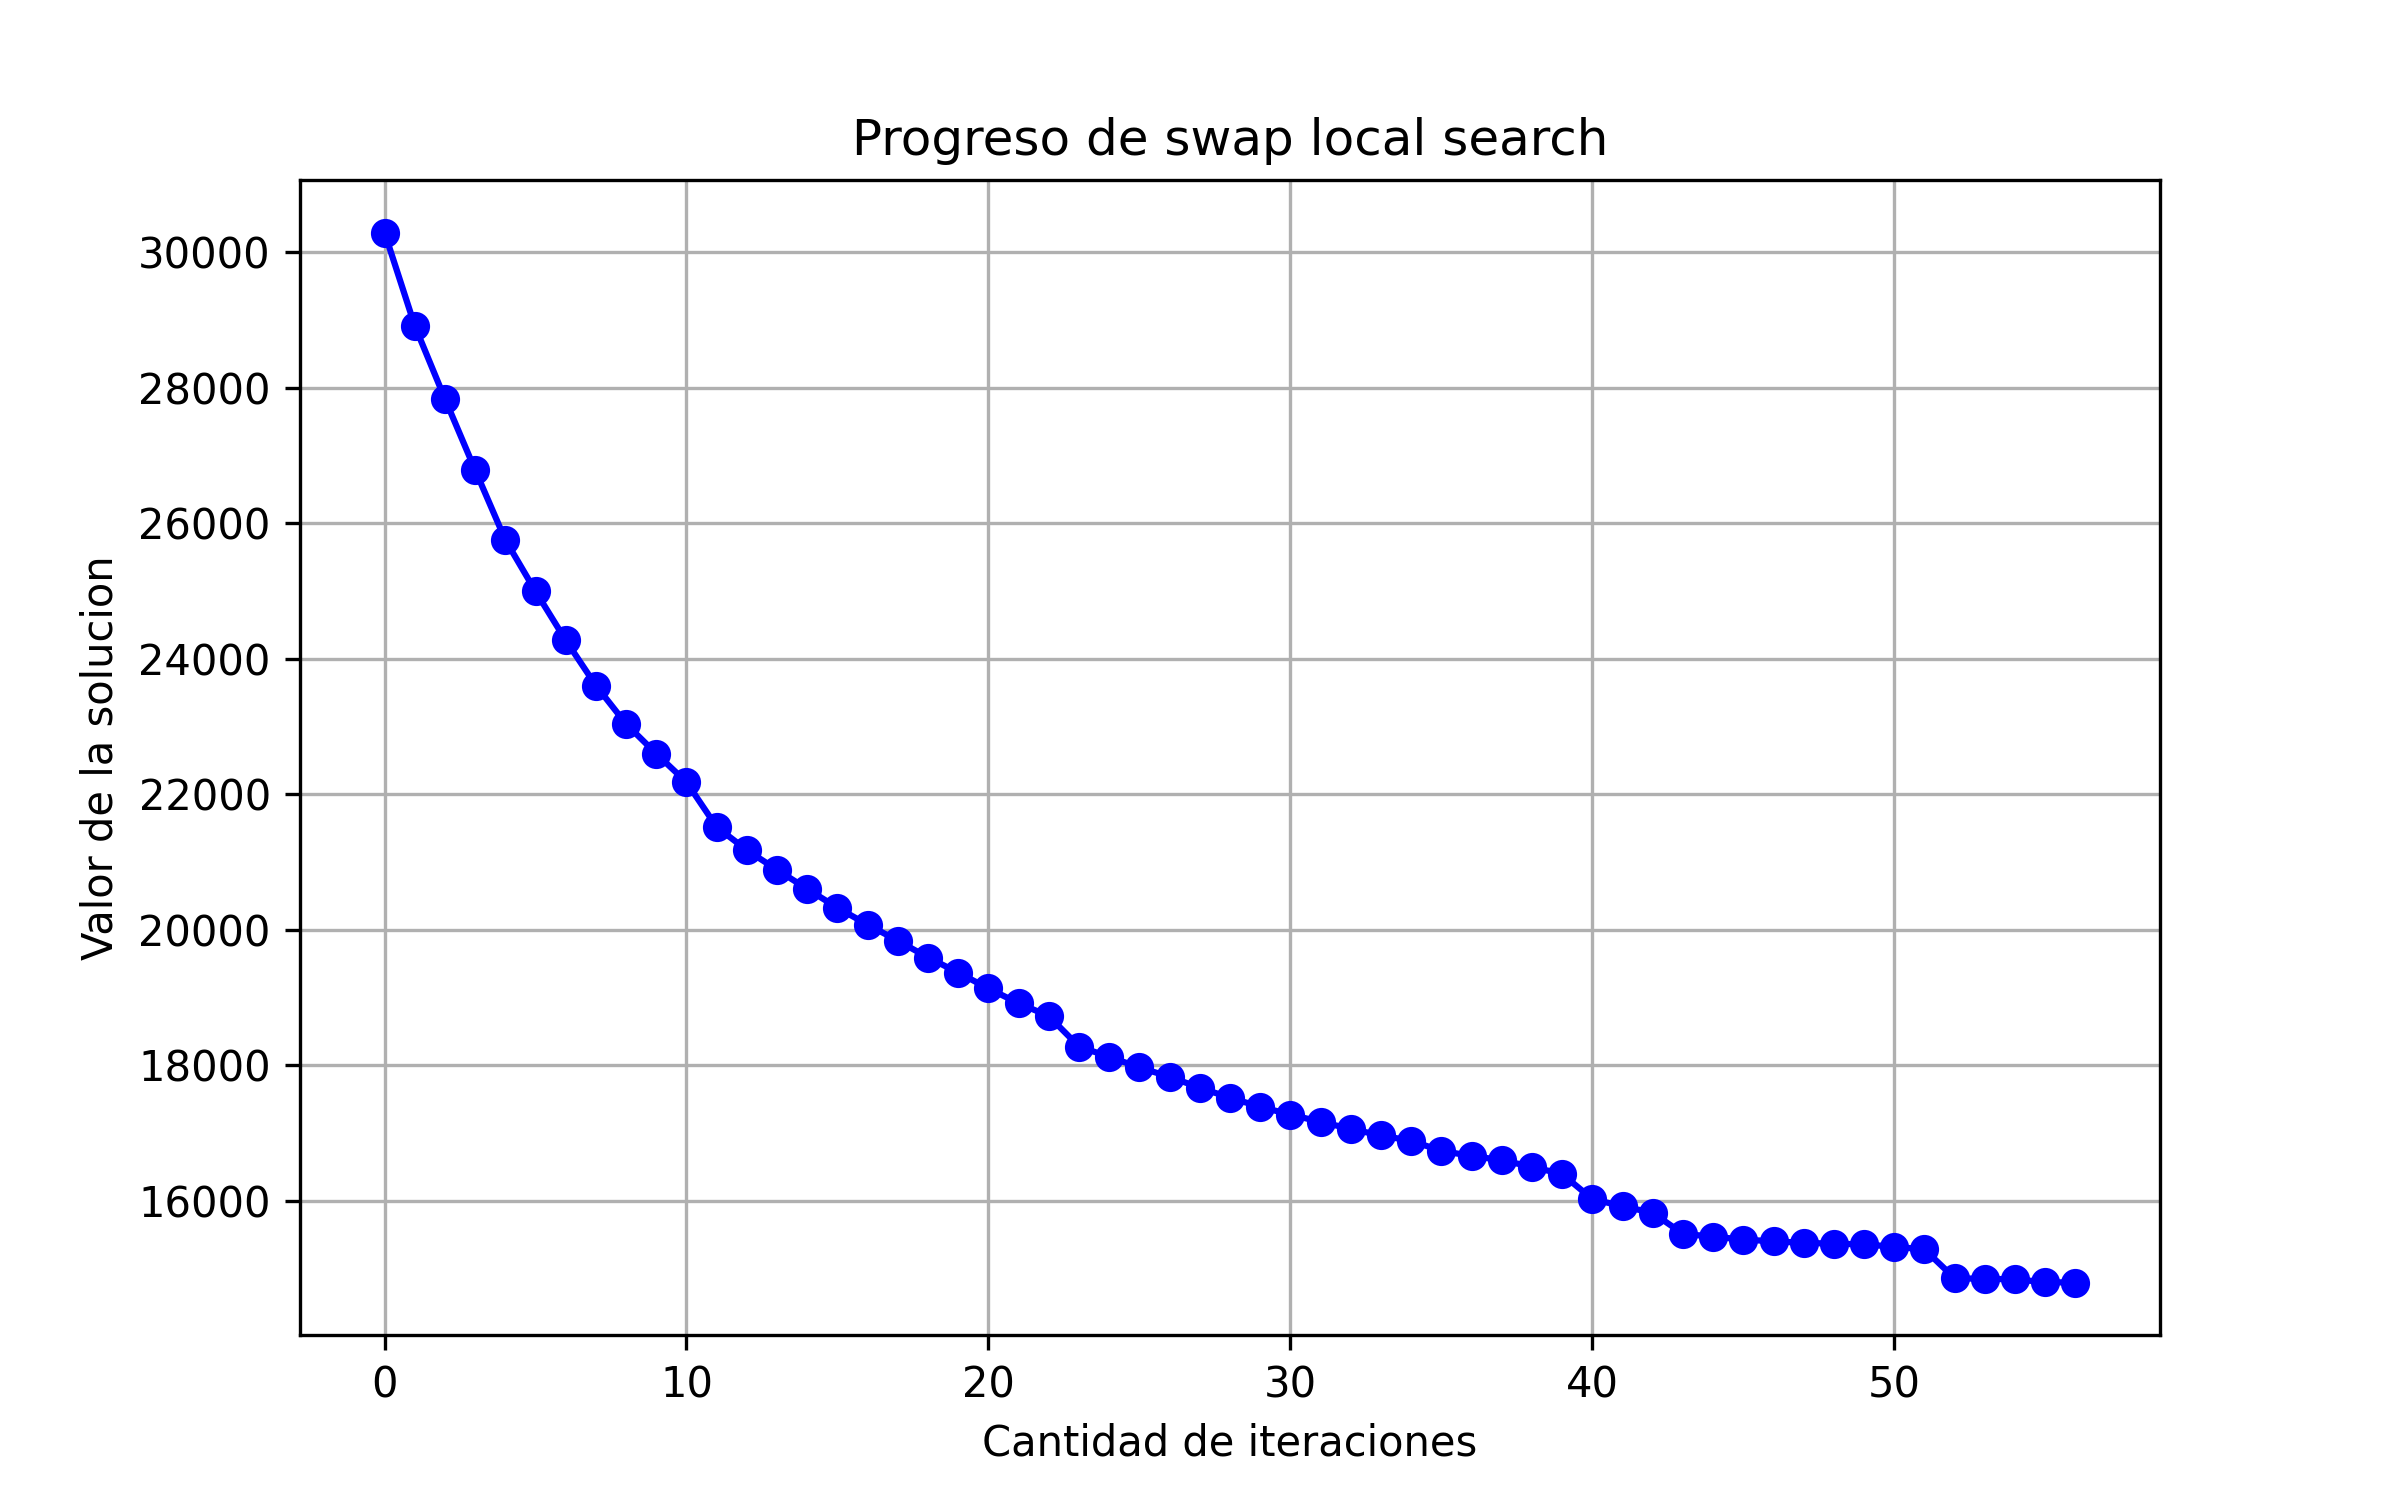 Progreso de swap local search
30000
28000
26000
24000
22000
20000
18000
16000
Valor de la solucion
0 10 20 30 40 50
Cantidad de iteraciones